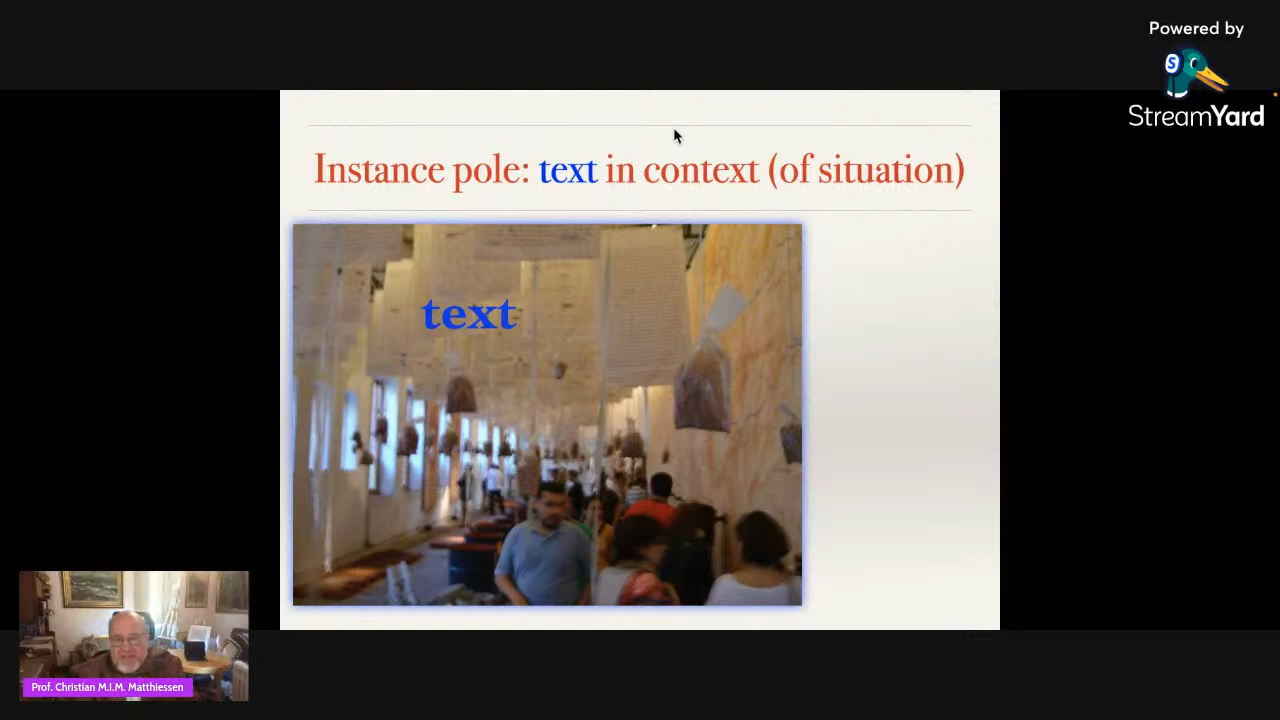 Powered by
StreamYard
Instance pole: text in context (of situation)
text
Prof. Christian M.I.M. Matthiessen